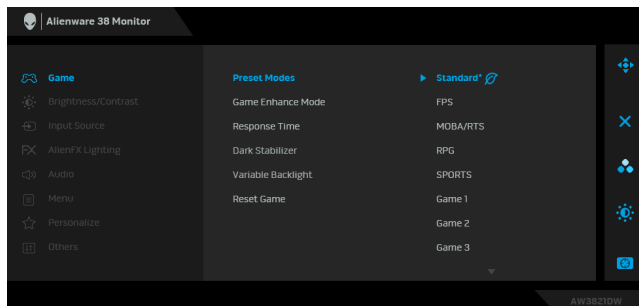 Alienware 38 Monitor
Game
Brightness/Contrast
Input Source
AlienFX Lighting
Audio
Menu
Personalize
Others
Preset Modes
Game Enhance Mode
Response Time
Dark Stabilizer
Variable Backlight
Reset Game
Standard*
FPS
MOBA/RTS
RPG
SPORTS
Game 1
Game 2
Game 3
AW3821DW